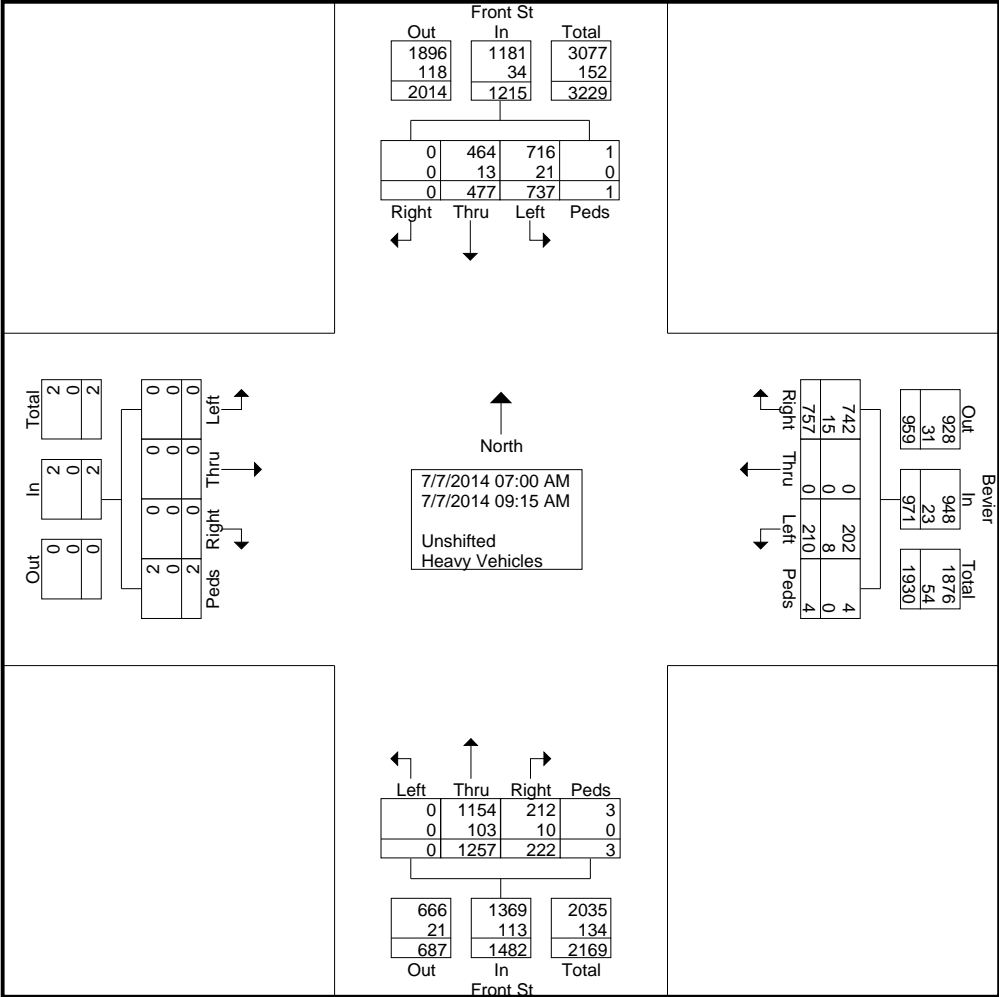 Front St
Out In Total
1896 1181 3077
118 34 152
2014 1215 3229
0 464 716 1
0 13 21 0
0 477 737 1
Right Thru Left Peds
Total
2 0 2
In
2 0 2
Out
0 0 0
Left
0 0 0
Thru
0 0 0
Right
0 0 0
Peds
2 0 2
North
7/7/2014 07:00 AM
7/7/2014 09:15 AM
Unshifted
Heavy Vehicles
Right Thru Left Peds
742 0 202 4
15 0 8 0
757 0 210 4
Bevier
Out In Total
928 948 1876
31 23 54
959 971 1930
Left Thru Right Peds
0 1154 212 3
0 103 10 0
0 1257 222 3
666 1369 2035
21 113 134
687 1482 2169
Out In Total
Front St